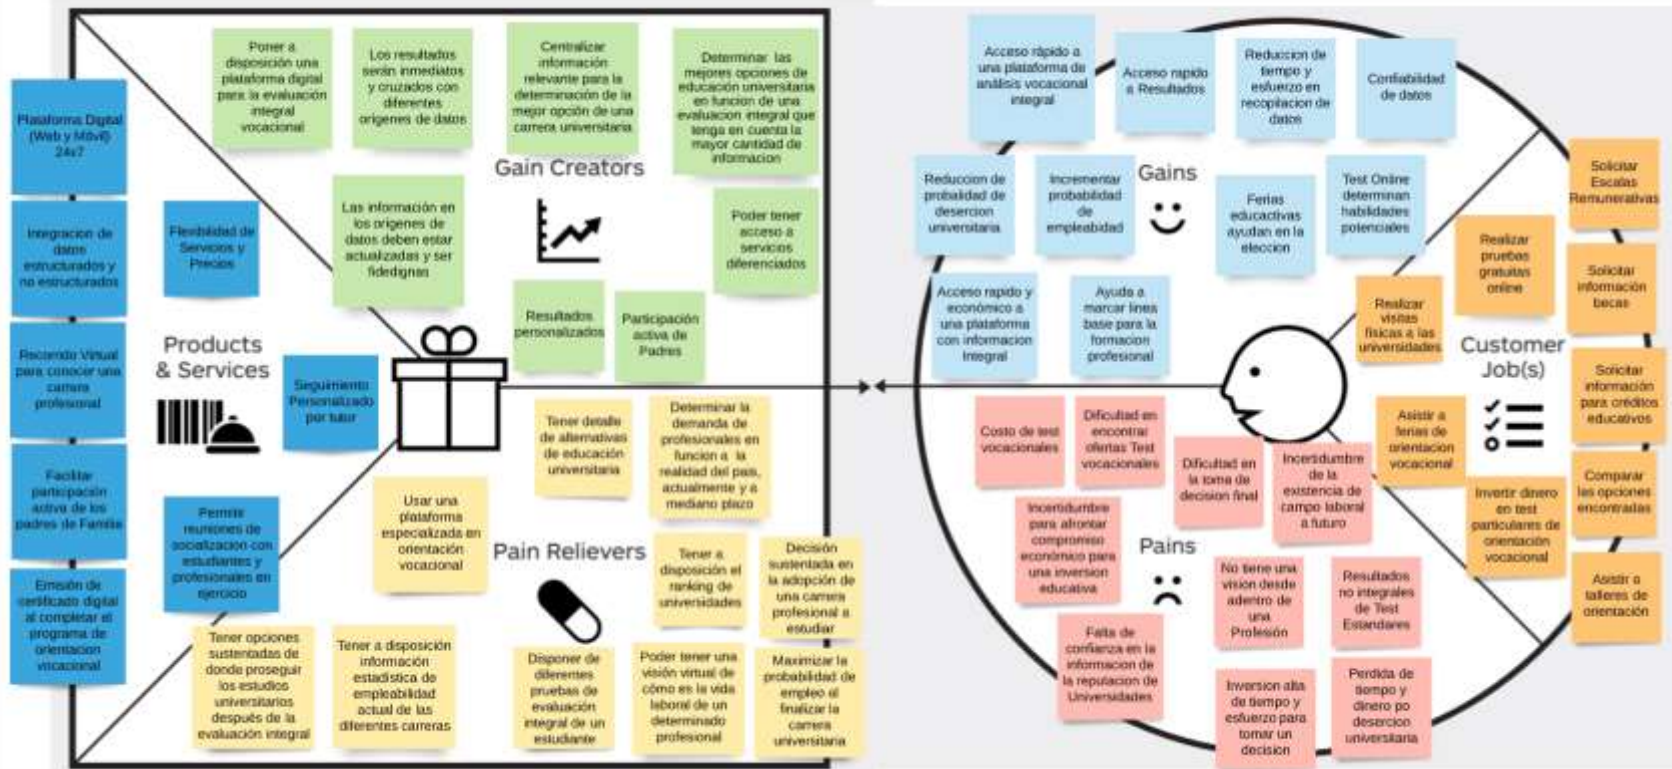 Poner a
disposición una
plataforma digital
para la evaluación
integral
vocacional
Los resultados
serán inmediatos
y cruzados con
diferentes
orígenes de datos
Centralizar
información
relevante para la
determinación de la
mejor opción de una
carrera universitaria
Determinar las
mejores opciones de
educación universitaria
en funcion de una
evaluación integral que
tenga en cuenta la
mayor cantidad de
informacion
Gain Creators
Las información en
los orígenes de
datos deben estar
actualizadas y ser
fidedignas
Poder tener
acceso a
servicios
diferenciados
Resultados
personalizados
Participación
activa de
Padres
Plataforma Digital
(Web y Móvil)
24x7
Integracion de
datos
estructurados y
no estructurados
Flexibilidad de
Servicios y
Precios
Recorrido Virtual
para conocer una
carrera
profesional
Products
& Services
Seguimiento
Personalizado
por tutor
Facilitar
participación
activa de los
padres de Familia
Permite
reuniones de
socialización con
estudiantes y
profesionales en
ejercicio
Emisión de
certificado digital
al completar el
programa de
orientacion
vocacional
Tener detalle
de alternativas
de educación
universitaria
Determinar la
demanda de
profesionales en
funcion a la
realidad del pais,
actualmente y a
mediano plazo
Usar una
plataforma
especializada en
orientación
vocacional
Pain Relievers
Tener a
disposición el
ranking de
universidades
Decisión
sustentada en
la adopción de
una carrera
profesional a
estudiar
Tener opciones
sustentadas de
donde proseguir
los estudios
universitarios
después de la
evaluación integral
Tener a disposición
información
estadística de
empleabilidad
actual de las
diferentes carreras
Disponer de
diferentes
pruebas de
evaluación
integral de un
estudiante
Poder tener una
visión virtual de
cómo es la vida
laboral de un
determinado
profesional
Maximizar la
probabilidad de
empleo al
finalizar la
carrera
universitaria
Acceso rápido a
una plataforma de
análisis vocacional
integral
Acceso rapido
a Resultados
Reduccion de
tiempo y
esfuerzo en
recopilacion de
datos
Confiabilidad
de datos
Reduccion de
probalidad de
desercion
universitaria
Incrementar
probabilidad
de
empleabidad
Gains
Ferias
educactivas
ayudan en la
eleccion
Test Online
determinan
habilidades
potenciales
Acceso rapido y
económico a
una plataforma
con informacion
Integral
Ayuda a
marcar linea
base para la
formacion
profesional
Solicitar
Escalas
Remunerativas
Realizar
pruebas
gratuitas
online
Solicitar
información
becas
Realizar
visitas
físicas a las
universidades
Customer
Job(s)
Solicitar
información
para créditos
educativos
Asistir a
ferias de
orientación
vocacional
Comparar
las opciones
encontradas
Invertir dinero
en test
particulares de
orientación
vocacional
Asistir a
talleres de
orientación
Costo de test
vocacionales
Dificultad en
encontrar
ofertas Test
vocacionales
Dificultad en
la toma de
decision final
Incertidumbre
de la
existencia de
campo laboral
a futuro
Incertidumbre
para afrontar
compromiso
económico para
una inversion
educativa
Pains
No tiene una
vision desde
adentro de
una
Profesión
Resultados
no integrales
de Test
Estandares
Falta de
confianza en la
informacion de
la reputacion de
Universidades
Inversion alta
de tiempo y
esfuerzo para
tomar un
decision
Perdida de
tiempo y
dinero po
desercion
universitaria